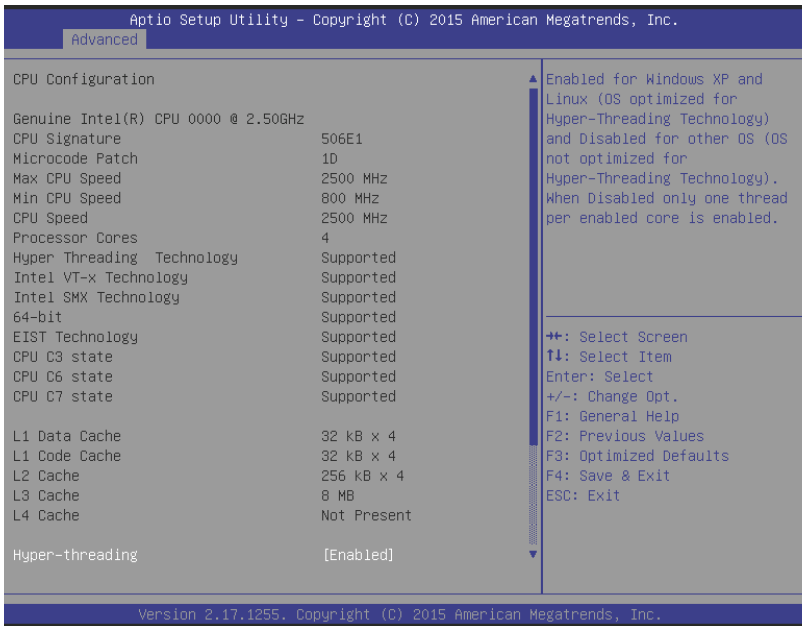 Aptio Setup Utility – Copyright (C) 2015 American Megatrends, Inc.
Advanced
CPU Configuration
Genuine Intel(R) CPU 0000 @ 2.50GHz
CPU Signature 506E1
Microcode Patch 1D
Max CPU Speed 2500 MHz
Min CPU Speed 800 MHz
CPU Speed 2500 MHz
Processor Cores 4
Hyper Threading Technology Supported
Intel VT-x Technology Supported
Intel SMX Technology Supported
64-bit Supported
EIST Technology Supported
CPU C3 state Supported
CPU C6 state Supported
CPU C7 state Supported
L1 Data Cache 32 kB x 4
L1 Code Cache 32 kB x 4
L2 Cache 256 kB x 4
L3 Cache 8 MB
L4 Cache Not Present
Hyper-threading [Enabled]
Enabled for Windows XP and
Linux (OS optimized for
Hyper-Threading Technology)
and Disabled for other OS (OS
not optimized for
Hyper-Threading Technology).
When Disabled only one thread
per enabled core is enabled.
→←: Select Screen
↑↓: Select Item
Enter: Select
+/-: Change Opt.
F1: General Help
F2: Previous Values
F3: Optimized Defaults
F4: Save & Exit
ESC: Exit
Version 2.17.1255. Copyright (C) 2015 American Megatrends, Inc.